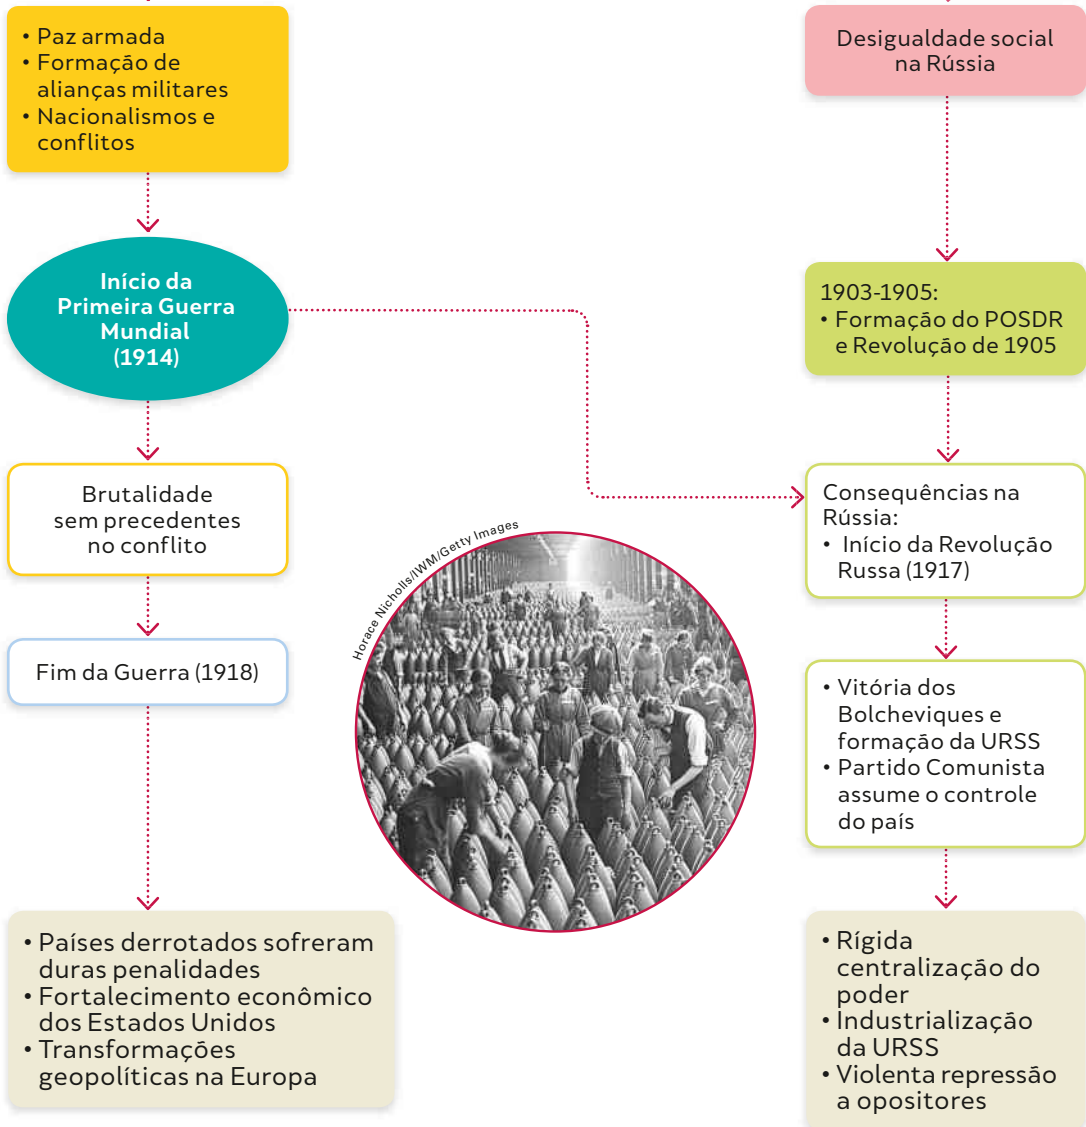 • Paz armada
• Formação de
alianças militares
• Nacionalismos e
conflitos
Início da
Primeira Guerra
Mundial
(1914)
Brutalidade
sem precedentes
no conflito
Fim da Guerra (1918)
• Países derrotados sofreram
duras penalidades
• Fortalecimento econômico
dos Estados Unidos
• Transformações
geopolíticas na Europa
Horace Nicholls/IWM/Getty Images
Desigualdade social
na Rússia
1903-1905:
• Formação do POSDR
e Revolução de 1905
Consequências na
Rússia:
• Início da Revolução
Russa (1917)
• Vitória dos
Bolcheviques e
formação da URSS
• Partido Comunista
assume o controle
do país
• Rígida
centralização do
poder
• Industrialização
da URSS
• Violenta repressão
a opositores